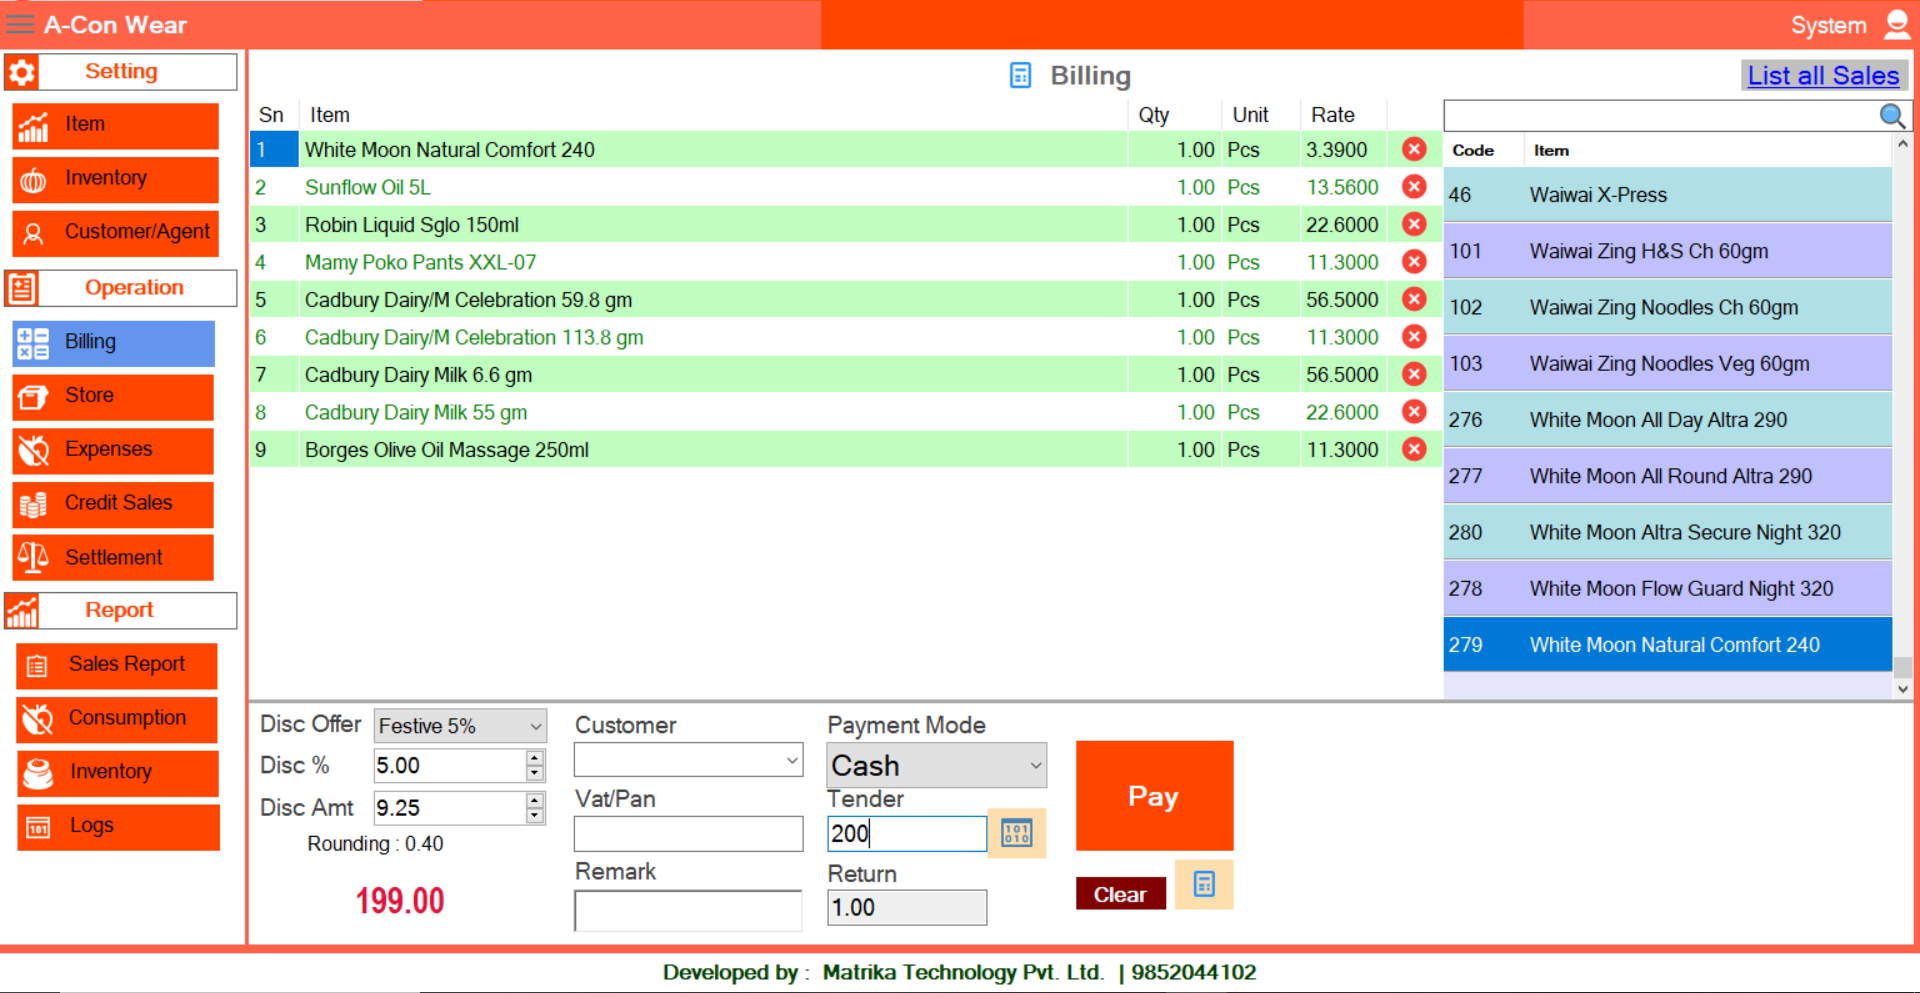 A-Con Wear
System
Setting
Item
Inventory
Customer/Agent
Operation
Billing
Store
Expenses
Credit Sales
Settlement
Report
Sales Report
Consumption
Inventory
Logs
Billing
List all Sales
Sn Item Qty Unit Rate
1 White Moon Natural Comfort 240 1.00 Pcs 3.3900
2 Sunflow Oil 5L 1.00 Pcs 13.5600
3 Robin Liquid Sglo 150ml 1.00 Pcs 22.6000
4 Mamy Poko Pants XXL-07 1.00 Pcs 11.3000
5 Cadbury Dairy/M Celebration 59.8 gm 1.00 Pcs 56.5000
6 Cadbury Dairy/M Celebration 113.8 gm 1.00 Pcs 11.3000
7 Cadbury Dairy Milk 6.6 gm 1.00 Pcs 56.5000
8 Cadbury Dairy Milk 55 gm 1.00 Pcs 22.6000
9 Borges Olive Oil Massage 250ml 1.00 Pcs 11.3000
Code Item
46 Waiwai X-Press
101 Waiwai Zing H&S Ch 60gm
102 Waiwai Zing Noodles Ch 60gm
103 Waiwai Zing Noodles Veg 60gm
276 White Moon All Day Altra 290
277 White Moon All Round Altra 290
280 White Moon Altra Secure Night 320
278 White Moon Flow Guard Night 320
279 White Moon Natural Comfort 240
Disc Offer Festive 5%
Disc % 5.00
Disc Amt 9.25
Rounding : 0.40
199.00
Customer
Vat/Pan
Remark
Payment Mode
Cash
Tender
200
101
010
Return
1.00
Pay
Clear
Developed by : Matrika Technology Pvt. Ltd. | 9852044102